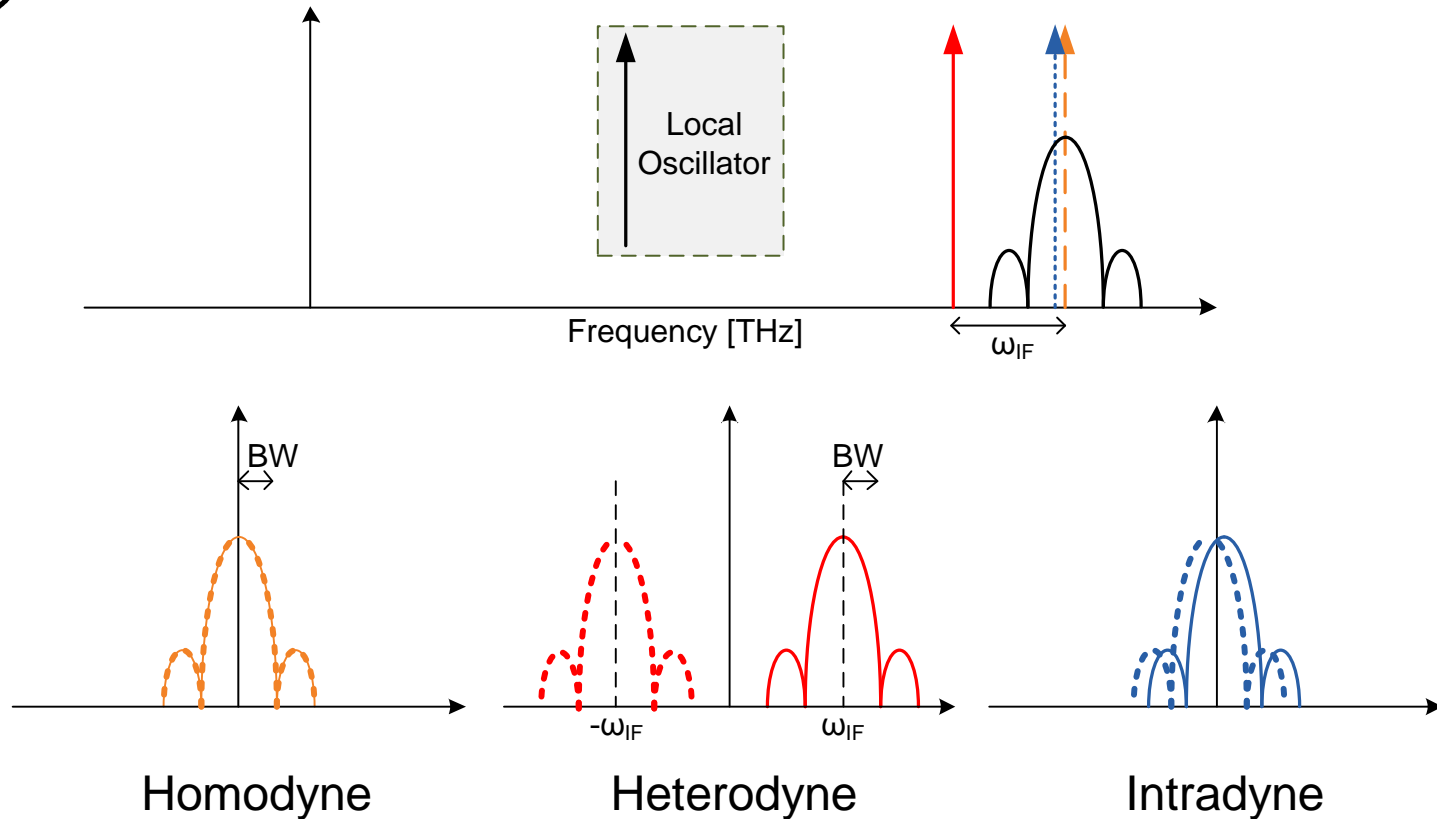 Local
Oscillator
Frequency [THz]
ωIF
BW
BW
-ωIF
ωIF
Homodyne
Heterodyne
Intradyne